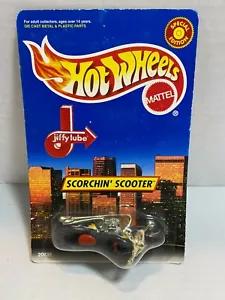 For adult collectors, ages over 14 years.
DIE CAST METAL & PLASTIC PARTS
SPECIAL
EDITION
HOT WHEELS
MATTEL
jiffy lube
SCORCHIN' SCOOTER